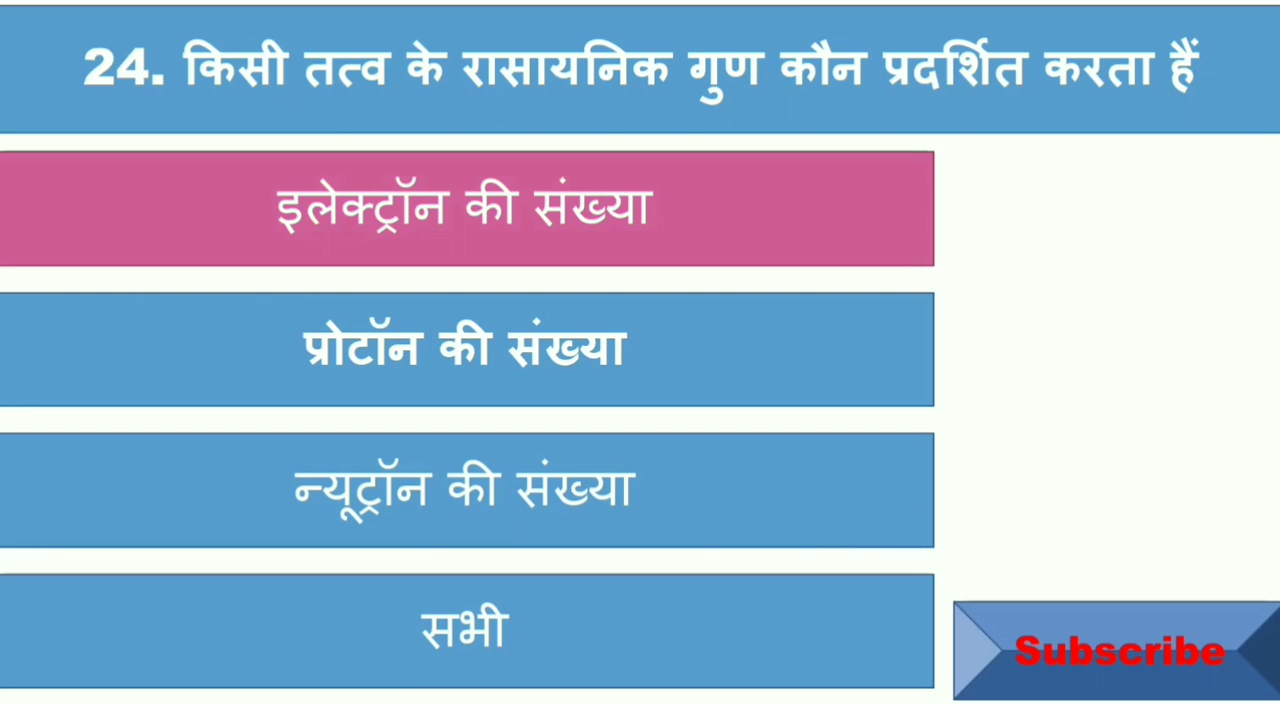 24. किसी तत्व के रासायनिक गुण कौन प्रदर्शित करता हैं
इलेक्ट्रॉन की संख्या
प्रोटॉन की संख्या
न्यूट्रॉन की संख्या
सभी
Subscribe